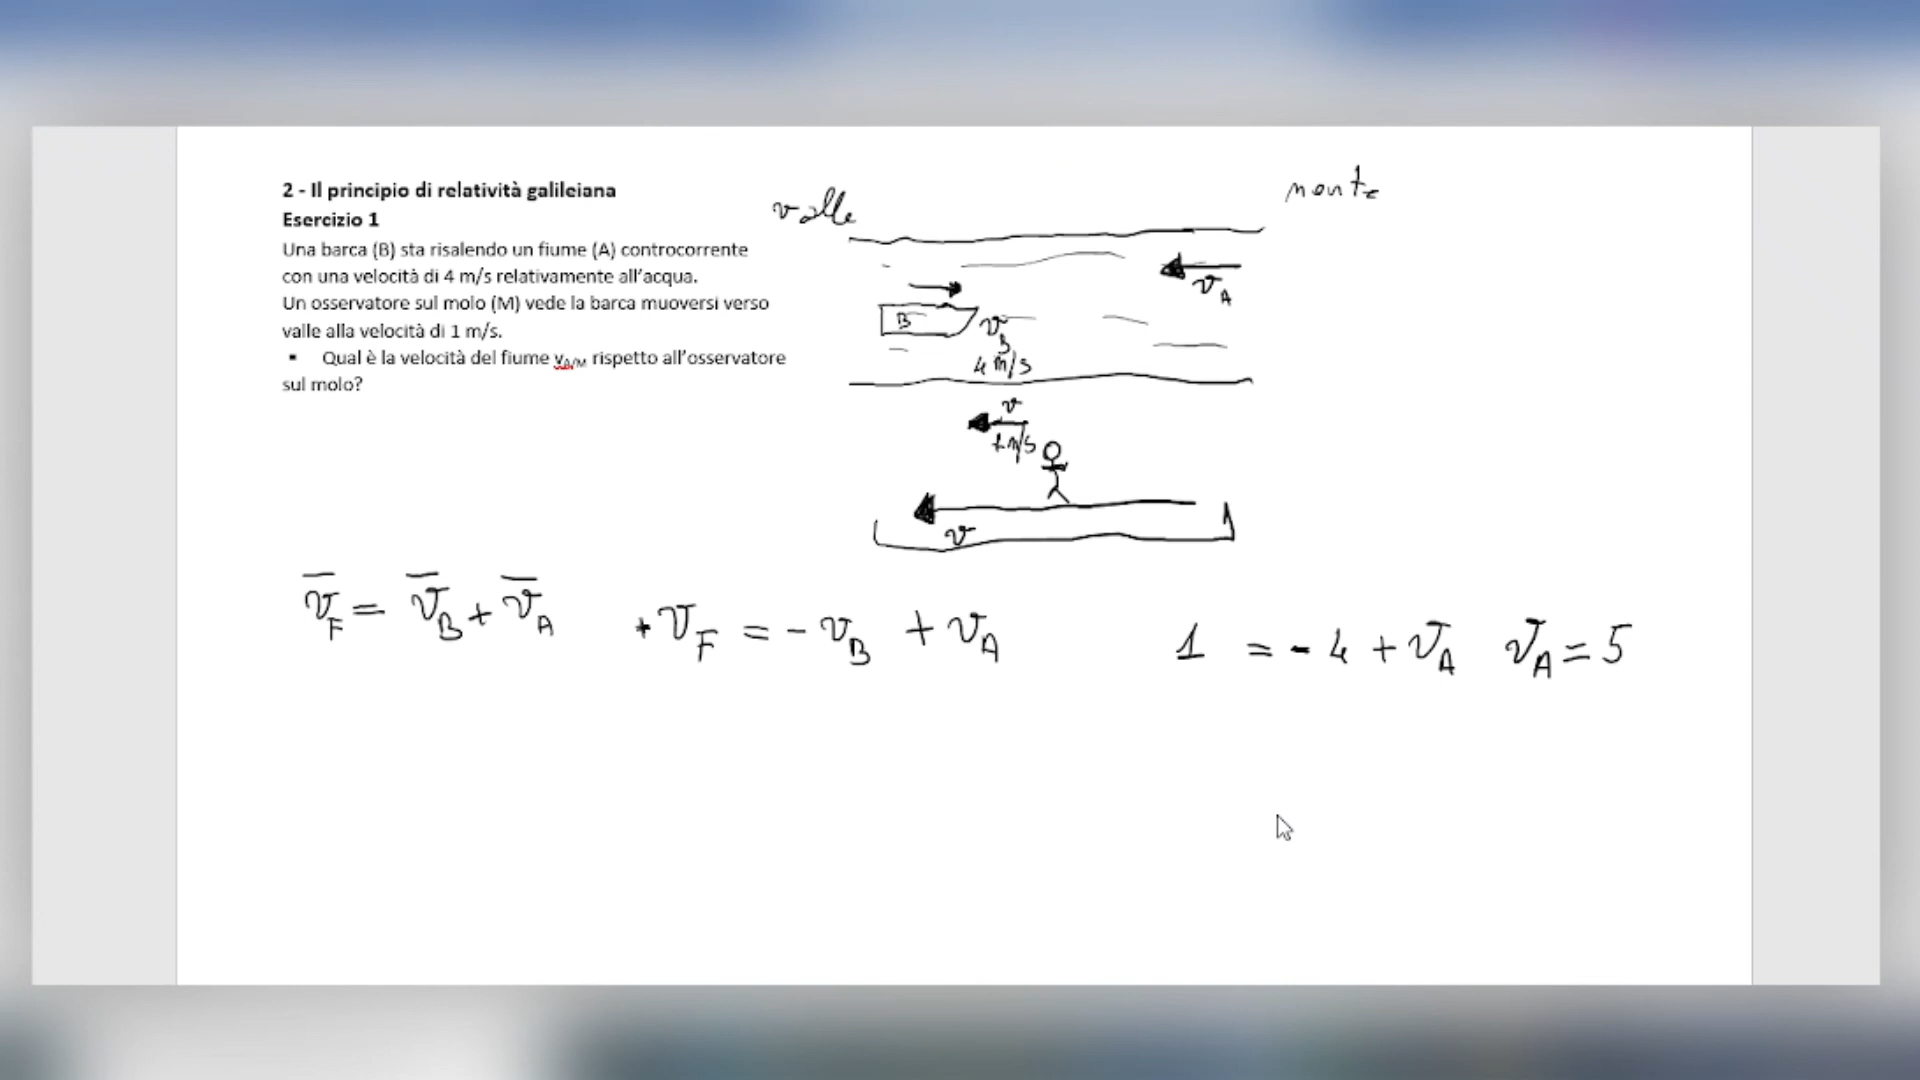 2 - Il principio di relatività galileiana
Esercizio 1
Una barca (B) sta risalendo un fiume (A) controcorrente
con una velocità di 4 m/s relativamente all'acqua.
Un osservatore sul molo (M) vede la barca muoversi verso
valle alla velocità di 1 m/s.
▪ Qual è la velocità del fiume v_A/M rispetto all'osservatore
sul molo?
valle
monte
v_A
B
v_B
4 m/s
v
1 m/s
v
v̅_F = v̅_B + v̅_A
+ v_F = - v_B + v_A
1 = - 4 + v_A
v_A = 5